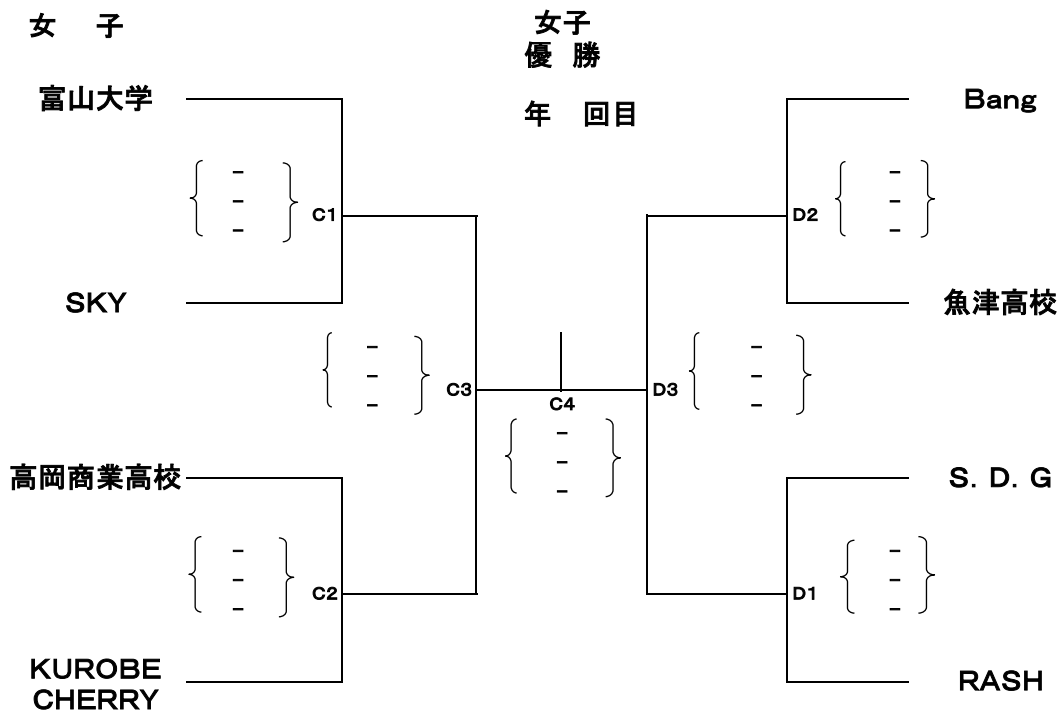 女　子
女子
優　勝
年　回目
富山大学
Bang
-
-
-
C1
D2
-
-
-
SKY
魚津高校
-
-
-
C3
C4
D3
-
-
-
-
-
-
高岡商業高校
S. D. G
-
-
-
C2
D1
-
-
-
KUROBE
CHERRY
RASH